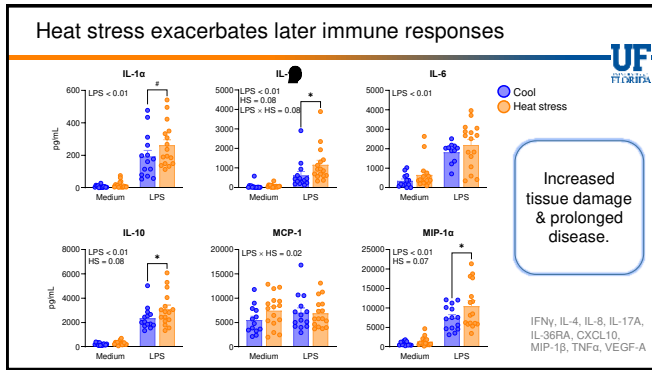 Heat stress exacerbates later immune responses
UF
FLORIDA
IL-1α
pg/mL
600
400
200
0
LPS < 0.01
#
Medium
LPS
IL-
5000
4000
3000
2000
1000
0
LPS < 0.01
HS = 0.08
LPS × HS = 0.08
*
Medium
LPS
IL-6
5000
4000
3000
2000
1000
0
LPS < 0.01
Medium
LPS
Cool
Heat stress
Increased
tissue damage
& prolonged
disease.
IL-10
pg/mL
8000
6000
4000
2000
0
LPS < 0.01
HS = 0.08
*
Medium
LPS
MCP-1
20000
15000
10000
5000
0
LPS × HS = 0.02
Medium
LPS
MIP-1α
25000
20000
15000
10000
5000
0
LPS < 0.01
HS = 0.07
*
Medium
LPS
IFNγ, IL-4, IL-8, IL-17A,
IL-36RA, CXCL10,
MIP-1β, TNFα, VEGF-A